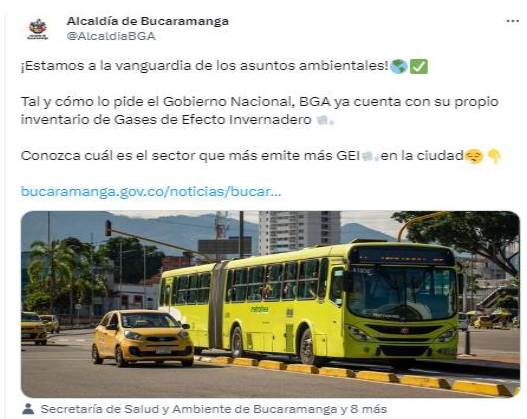 Alcaldía de Bucaramanga
@AlcaldiaBGA
¡Estamos a la vanguardia de los asuntos ambientales!🌎✅
Tal y cómo lo pide el Gobierno Nacional, BGA ya cuenta con su propio
inventario de Gases de Efecto Invernadero
Conozca cuál es el sector que más emite más GEI en la ciudad😔👇
bucaramanga.gov.co/noticias/bucar...
Secretaría de Salud y Ambiente de Bucaramanga y 8 más